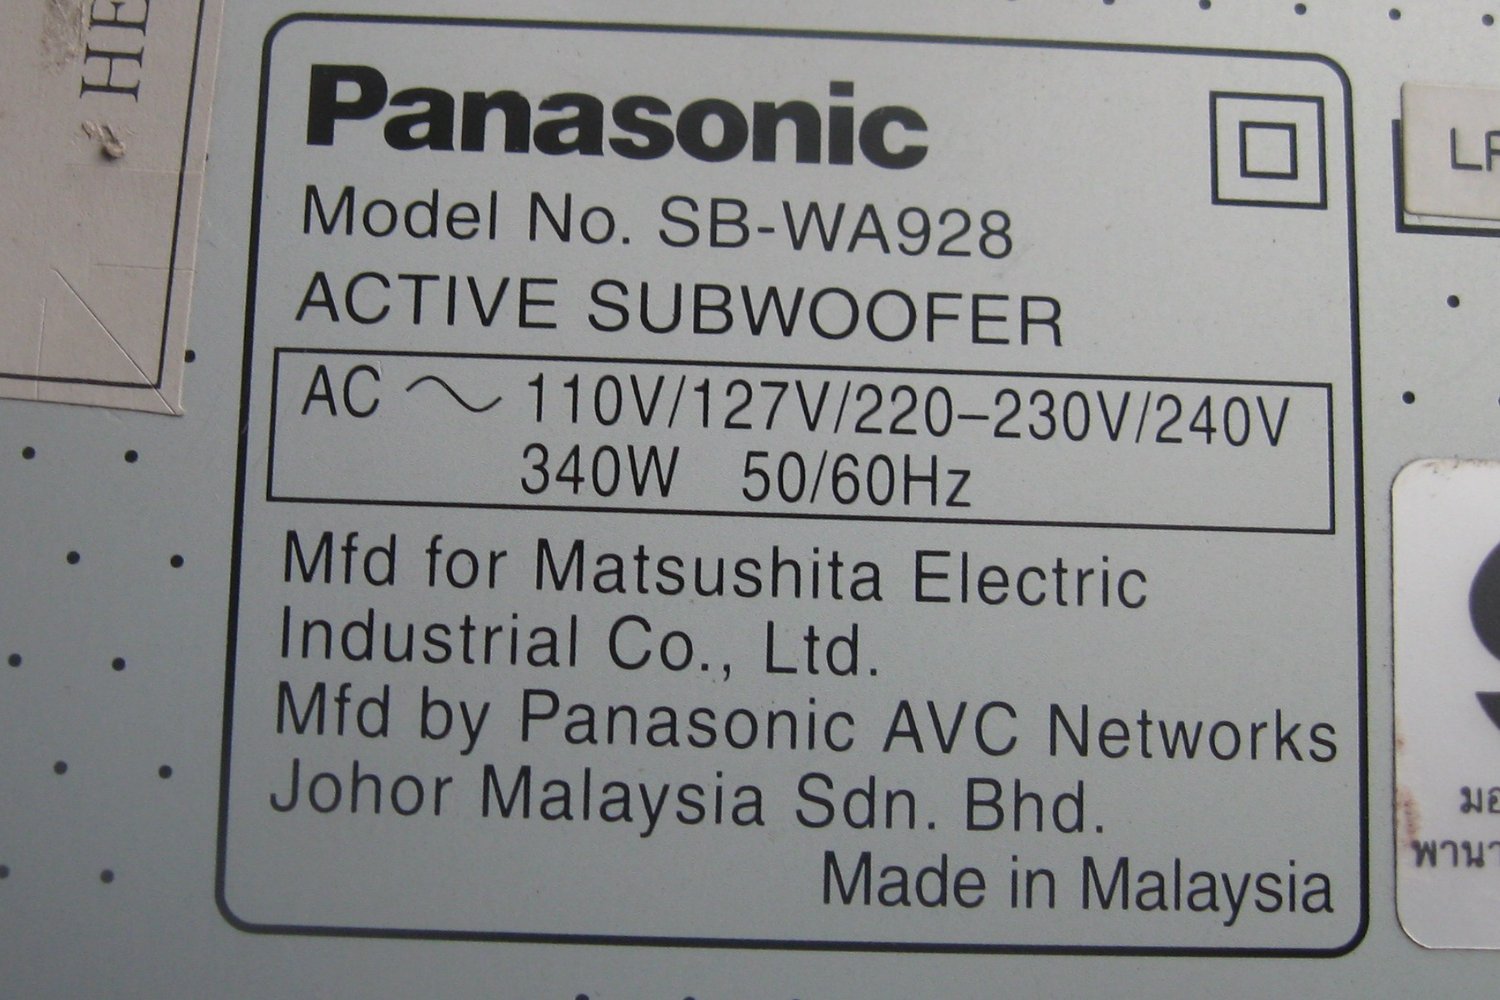 HE
Panasonic
Model No. SB-WA928
ACTIVE SUBWOOFER
AC ～ 110V/127V/220–230V/240V
340W 50/60Hz
Mfd for Matsushita Electric
Industrial Co., Ltd.
Mfd by Panasonic AVC Networks
Johor Malaysia Sdn. Bhd.
Made in Malaysia